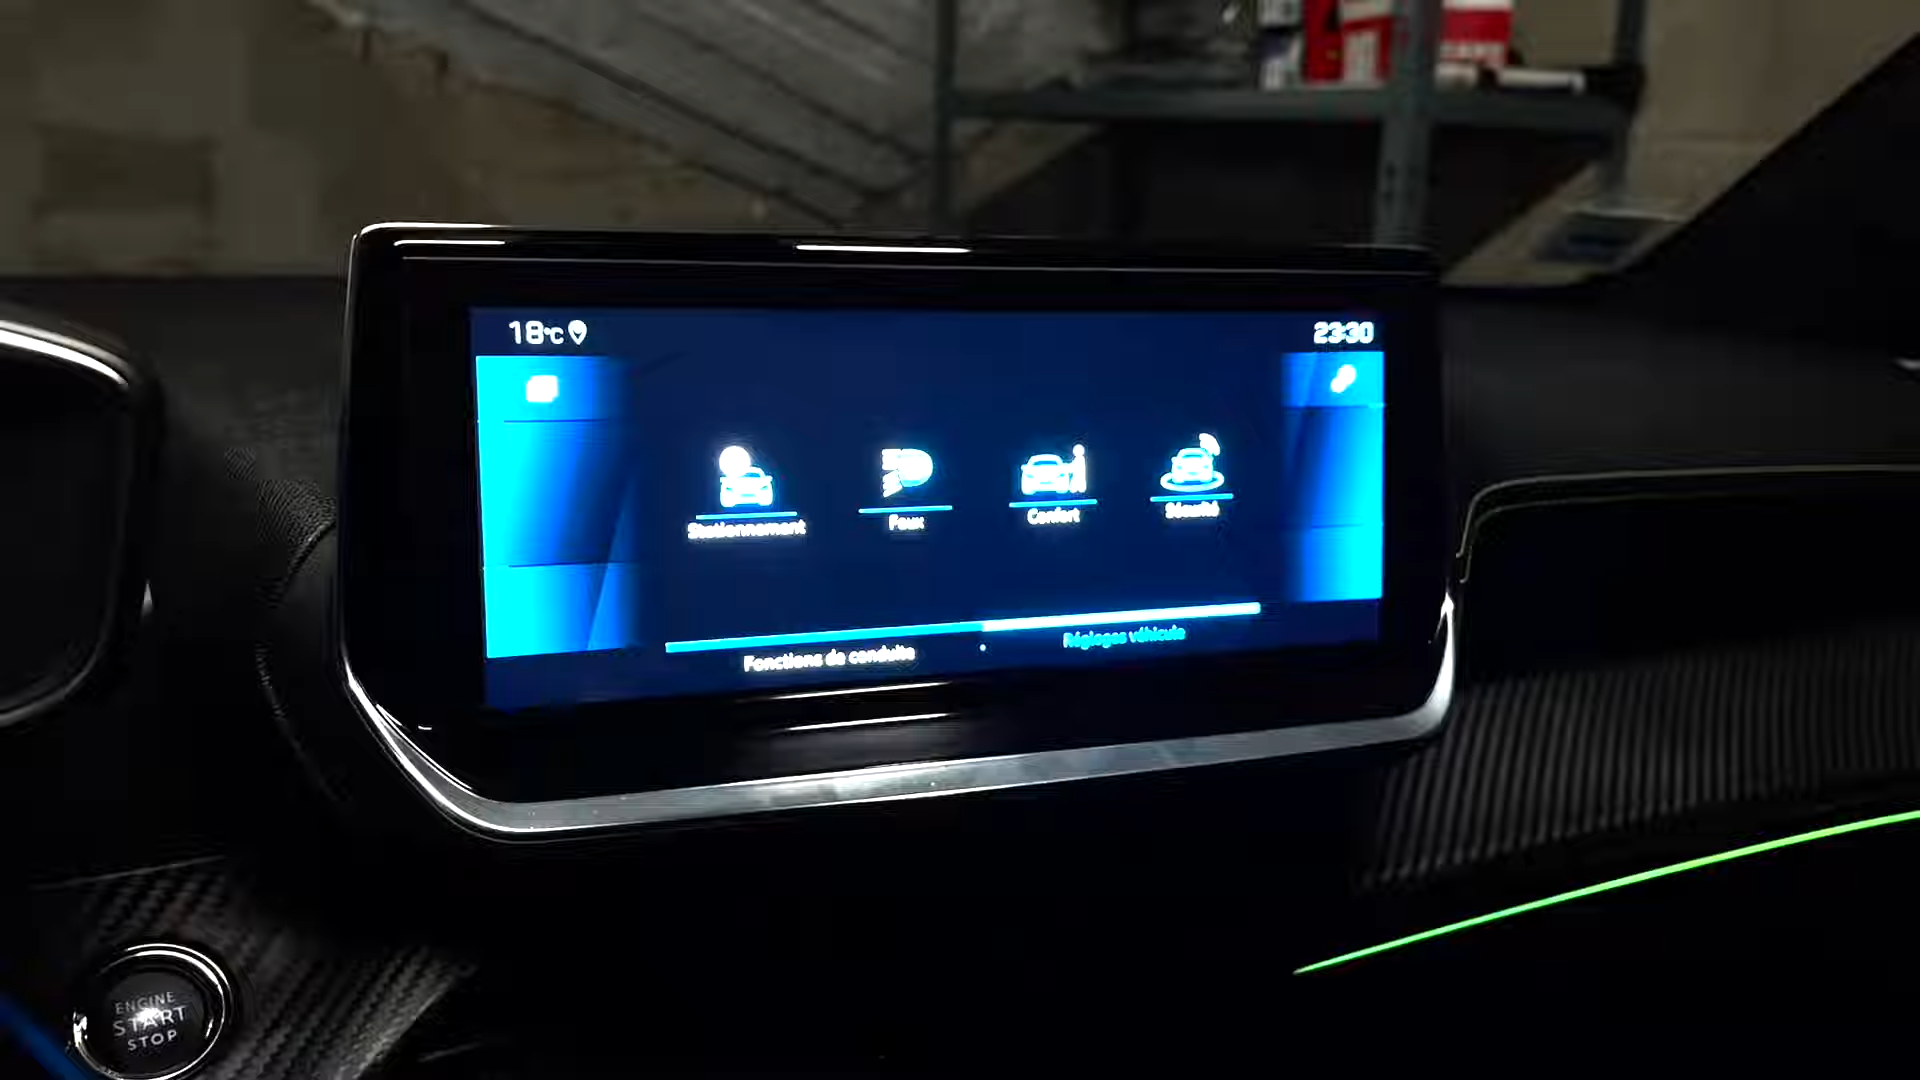 18°C
23:30
Stationnement
Feux
Confort
Sécurité
Fonctions de conduite
Réglages véhicule
ENGINE
START
STOP